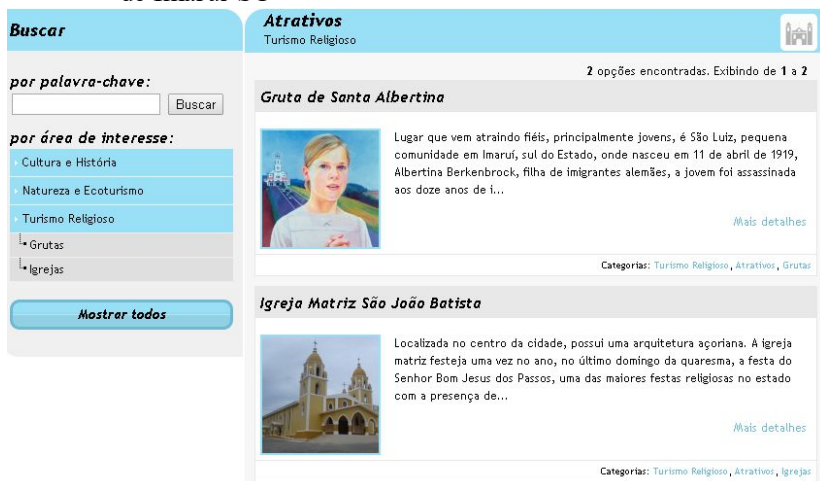 Buscar
por palavra-chave:
Buscar
por área de interesse:
Cultura e História
Natureza e Ecoturismo
Turismo Religioso
Grutas
Igrejas
Mostrar todos
Atrativos
Turismo Religioso
2 opções encontradas. Exibindo de 1 a 2
Gruta de Santa Albertina
Lugar que vem atraindo fiéis, principalmente jovens, é São Luiz, pequena
comunidade em Imaruí, sul do Estado, onde nasceu em 11 de abril de 1919,
Albertina Berkenbrock, filha de imigrantes alemães, a jovem foi assassinada
aos doze anos de i...
Mais detalhes
Categorias: Turismo Religioso, Atrativos, Grutas
Igreja Matriz São João Batista
Localizada no centro da cidade, possui uma arquitetura açoriana. A igreja
matriz festeja uma vez no ano, no último domingo da quaresma, a festa do
Senhor Bom Jesus dos Passos, uma das maiores festas religiosas no estado
com a presença de...
Mais detalhes
Categorias: Turismo Religioso, Atrativos, Igrejas